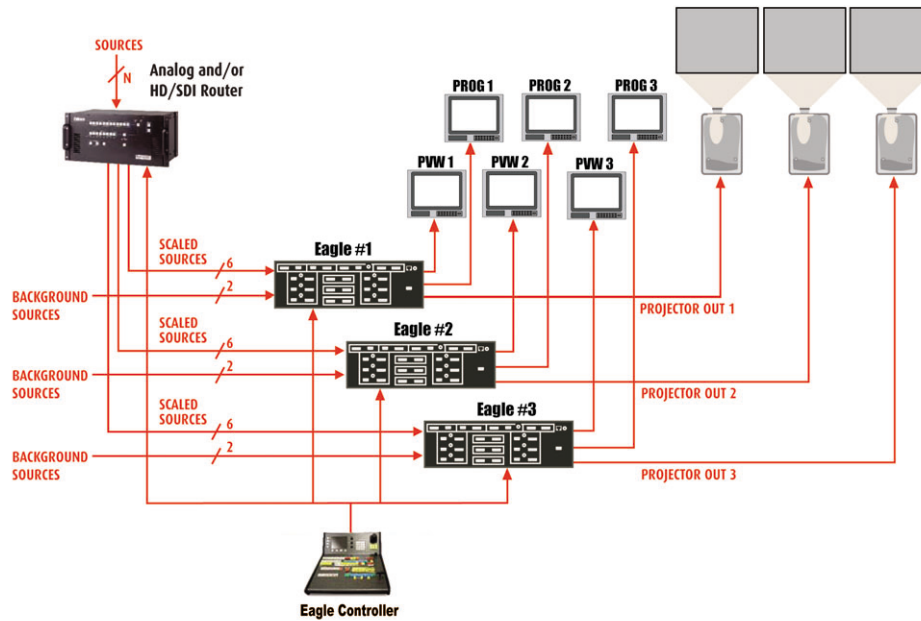 SOURCES
N
Analog and/or
HD/SDI Router
PROG 1
PROG 2
PROG 3
PVW 1
PVW 2
PVW 3
SCALED
SOURCES
6
Eagle #1
2
BACKGROUND
SOURCES
PROJECTOR OUT 1
SCALED
SOURCES
6
Eagle #2
2
BACKGROUND
SOURCES
PROJECTOR OUT 2
SCALED
SOURCES
6
Eagle #3
2
BACKGROUND
SOURCES
PROJECTOR OUT 3
Eagle Controller